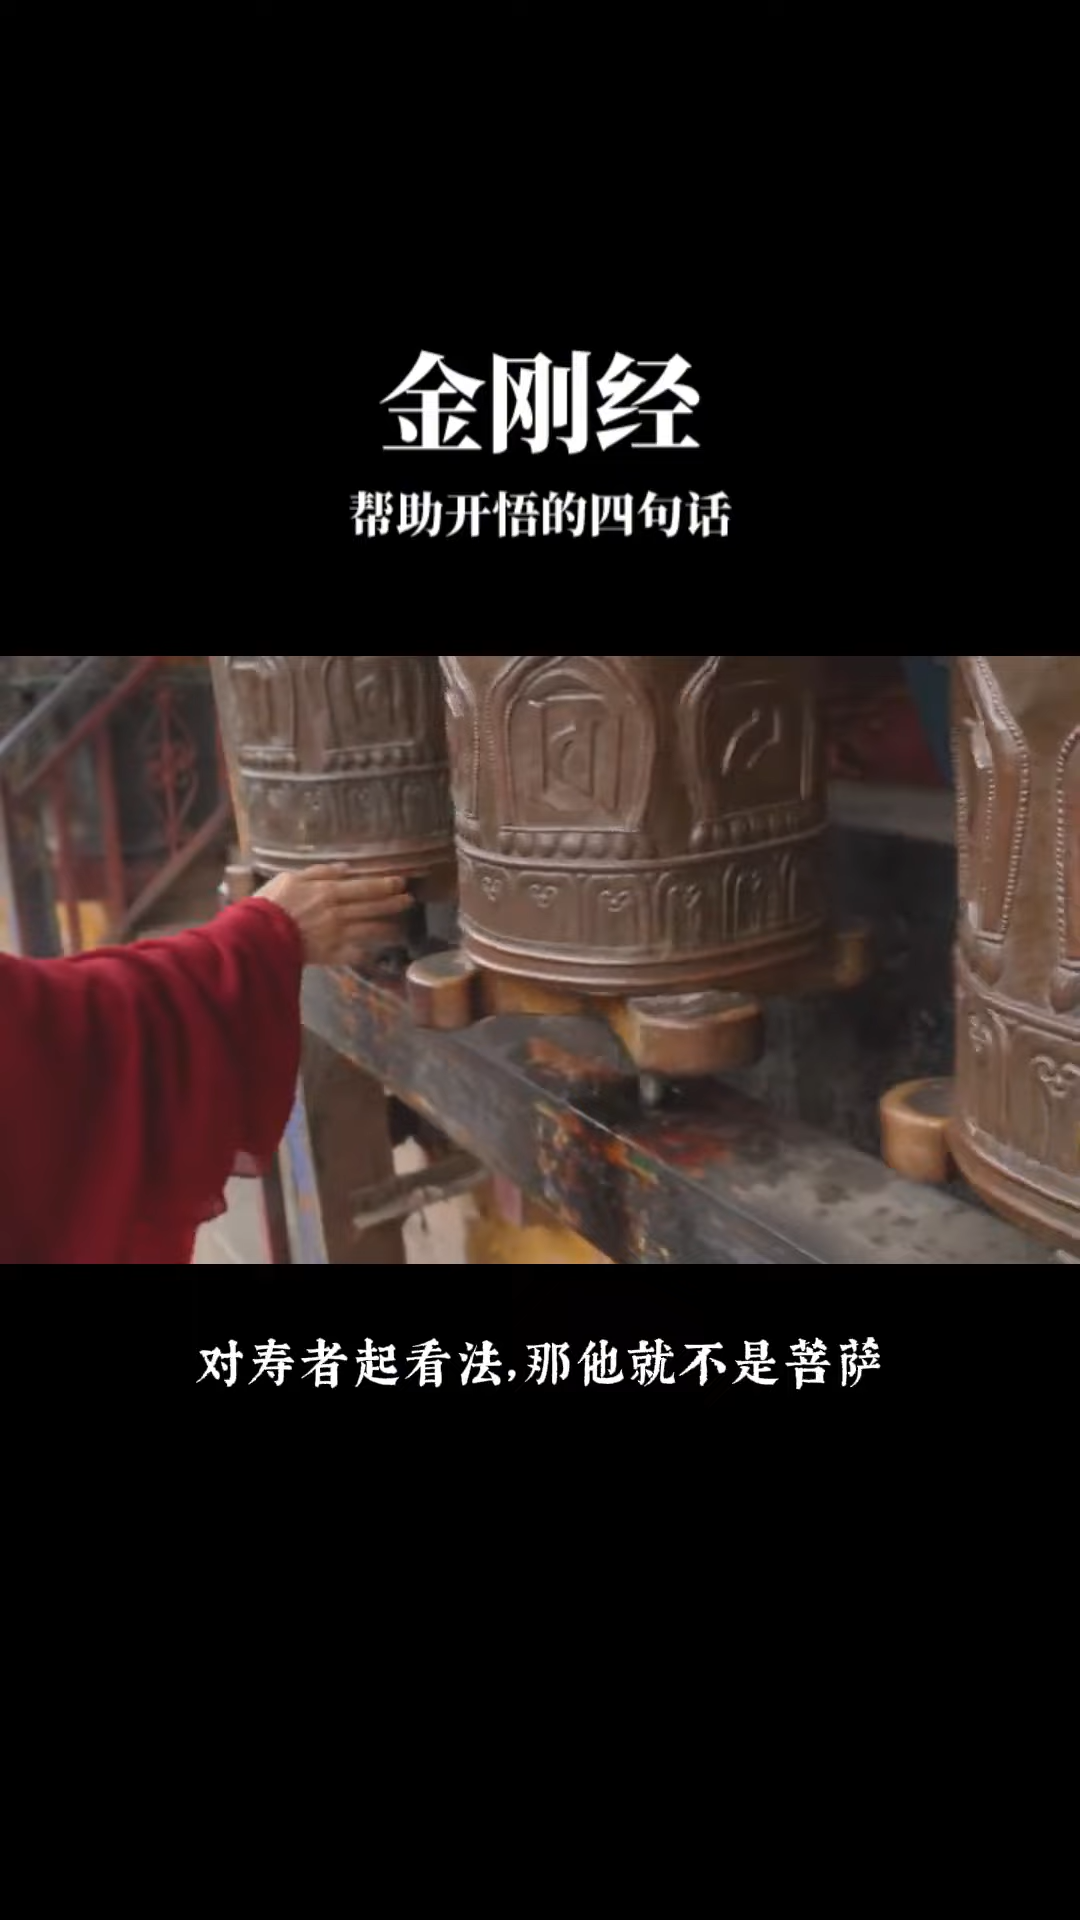 金刚经
帮助开悟的四句话
对寿者起看法,那他就不是菩萨